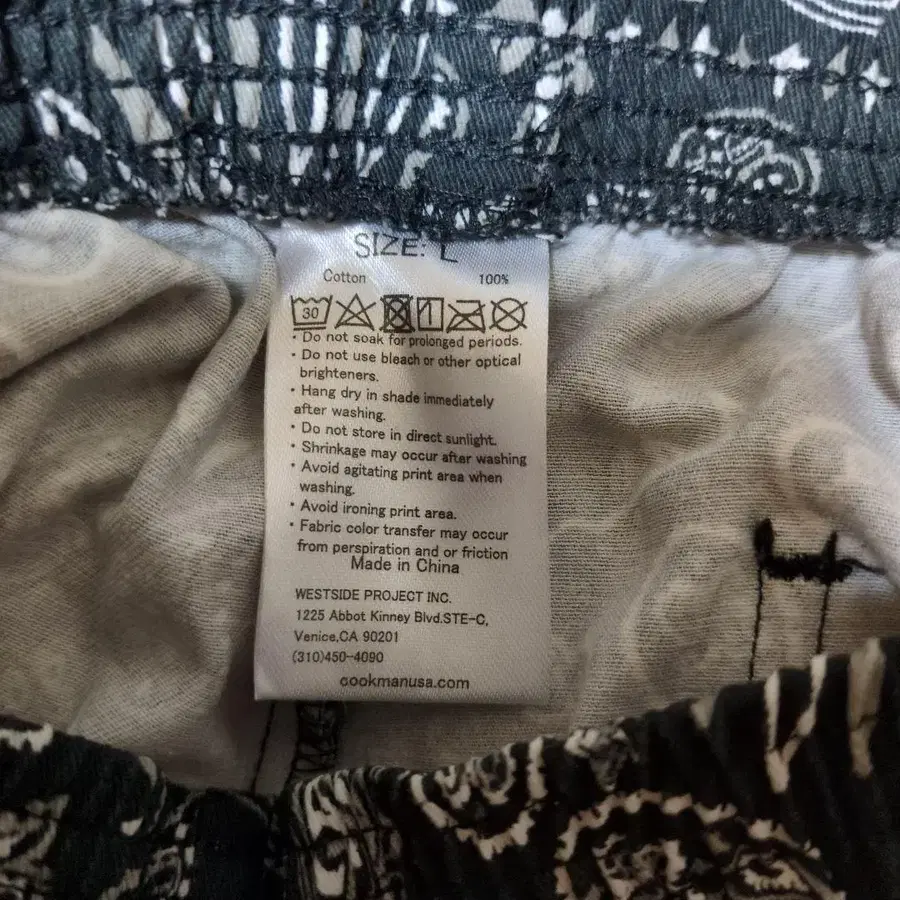 SIZE: L
Cotton 100%
30
• Do not soak for prolonged periods.
• Do not use bleach or other optical
brighteners.
• Hang dry in shade immediately
after washing.
• Do not store in direct sunlight.
• Shrinkage may occur after washing
• Avoid agitating print area when
washing.
• Avoid ironing print area.
• Fabric color transfer may occur
from perspiration and or friction
Made in China
WESTSIDE PROJECT INC.
1225 Abbot Kinney Blvd.STE-C,
Venice,CA 90201
(310)450-4090
cookmanusa.com